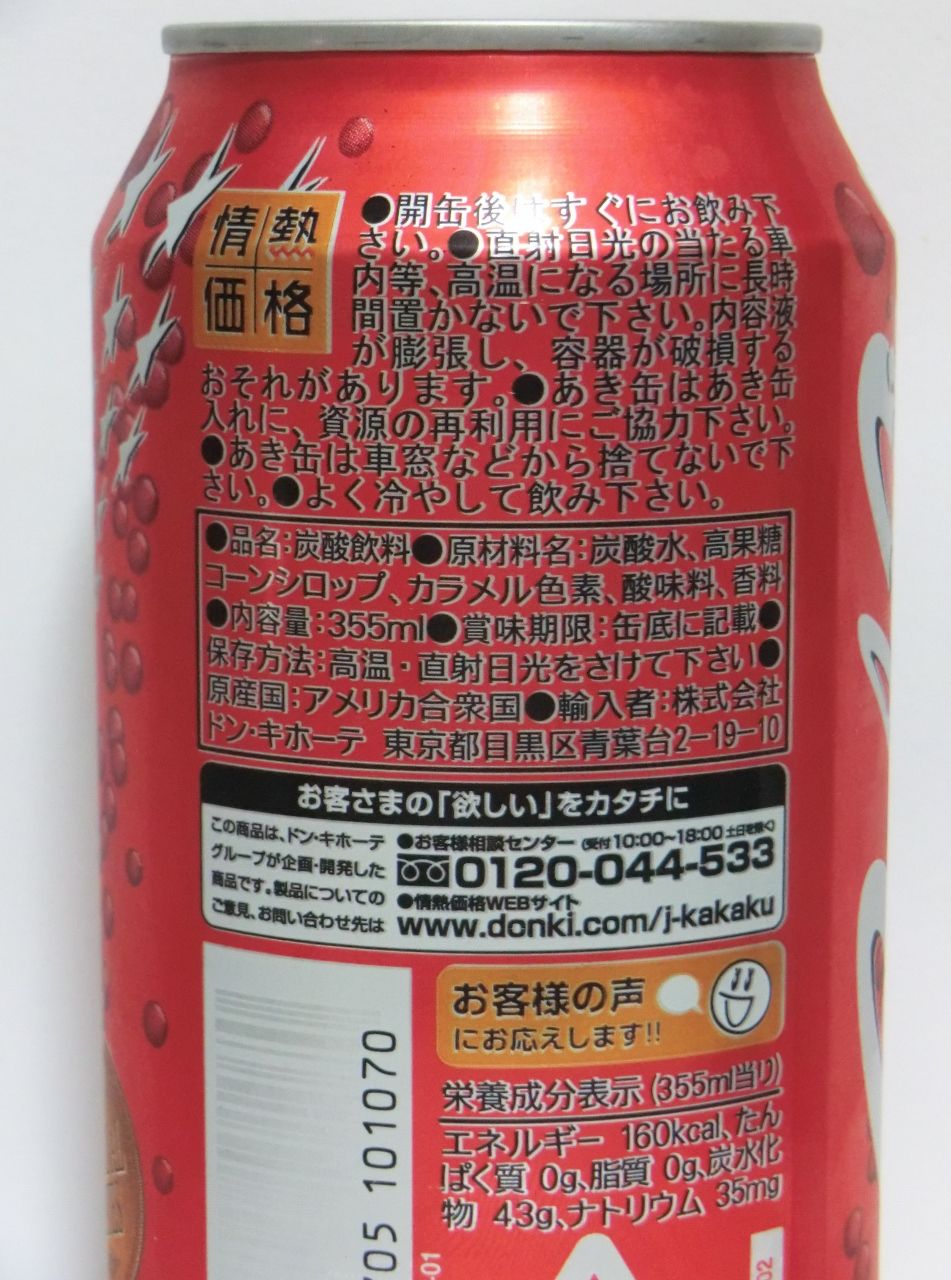 情熱
価格
●開缶後はすぐにお飲み下
さい。●直射日光の当たる車
内等、高温になる場所に長時
間置かないで下さい。内容液
が膨張し、容器が破損する
おそれがあります。●あき缶はあき缶
入れに、資源の再利用にご協力下さい。
●あき缶は車窓などから捨てないで下
さい。●よく冷やして飲み下さい。
●品名：炭酸飲料●原材料名：炭酸水、高果糖
コーンシロップ、カラメル色素、酸味料、香料
●内容量：355ml●賞味期限：缶底に記載●
保存方法：高温・直射日光をさけて下さい●
原産国：アメリカ合衆国●輸入者：株式会社
ドン・キホーテ 東京都目黒区青葉台2-19-10
お客さまの「欲しい」をカタチに
この商品は、ドン・キホーテ
グループが企画・開発した
商品です。製品についての
ご意見、お問い合わせ先は
●お客様相談センター (受付10:00~18:00 土日を除く)
0120-044-533
●情熱価格WEBサイト
www.donki.com/j-kakaku
お客様の声
にお応えします!!
栄養成分表示 (355ml当り)
エネルギー 160kcal、たん
ぱく質 0g、脂質 0g、炭水化
物 43g、ナトリウム 35mg
705 101070
-01
02